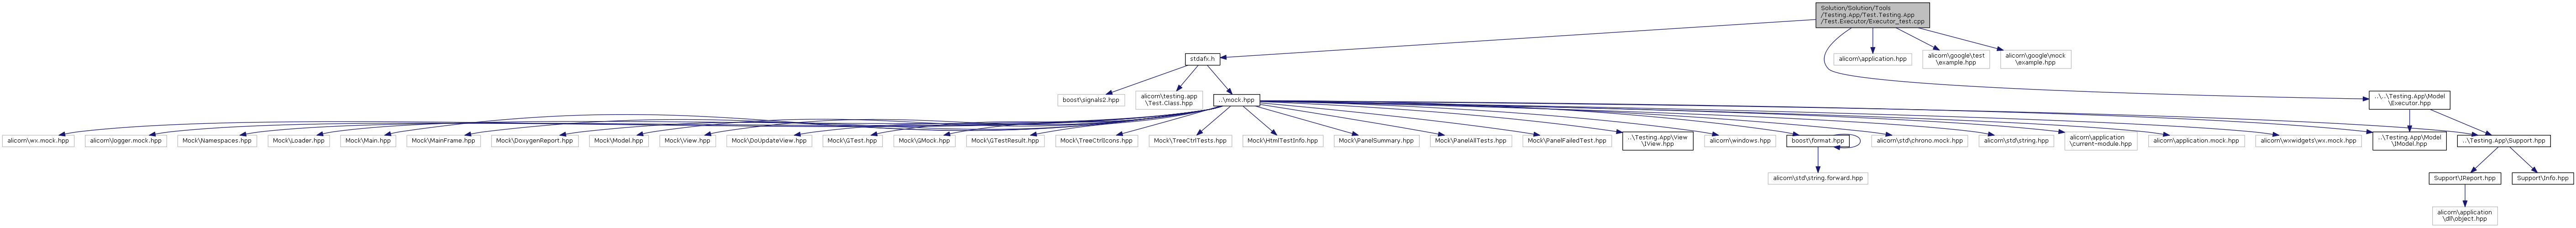 Solution/Solution/Tools
/Testing.App/Test.Testing.App
/Test.Executor/Executor_test.cpp
stdafx.h
alicorn\application.hpp
alicorn\google\test
\example.hpp
alicorn\google\mock
\example.hpp
boost\signals2.hpp
alicorn\testing.app
\Test.Class.hpp
..\mock.hpp
..\..\Testing.App\Model
\Executor.hpp
alicorn\wx.mock.hpp
alicorn\jogger.mock.hpp
Mock\Namespaces.hpp
Mock\Loader.hpp
Mock\Main.hpp
Mock\MainFrame.hpp
Mock\DoxygenReport.hpp
Mock\Model.hpp
Mock\View.hpp
Mock\DoUpdateView.hpp
Mock\GTest.hpp
Mock\GMock.hpp
Mock\GTestResult.hpp
Mock\TreeCtrlIcons.hpp
Mock\TreeCtrlTests.hpp
Mock\HtmlTestInfo.hpp
Mock\PanelSummary.hpp
Mock\PanelAllTests.hpp
Mock\PanelFailedTest.hpp
..\Testing.App\View
\IView.hpp
alicorn\windows.hpp
boost\format.hpp
alicorn\std\chrono.mock.hpp
alicorn\std\string.hpp
alicorn\application
\current-module.hpp
alicorn\application.mock.hpp
alicorn\wxwidgets\wx.mock.hpp
..\Testing.App\Model
\IModel.hpp
..\Testing.App\Support.hpp
alicorn\std\string.forward.hpp
Support\IReport.hpp
Support\Info.hpp
alicorn\application
\dll\object.hpp